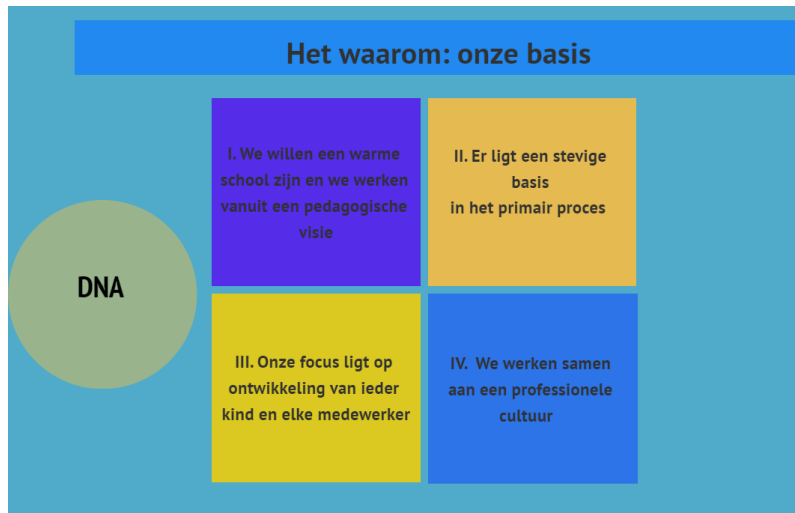 Het waarom: onze basis
I. We willen een warme
school zijn en we werken
vanuit een pedagogische
visie
II. Er ligt een stevige
basis
in het primair proces
DNA
III. Onze focus ligt op
ontwikkeling van ieder
kind en elke medewerker
IV. We werken samen
aan een professionele
cultuur